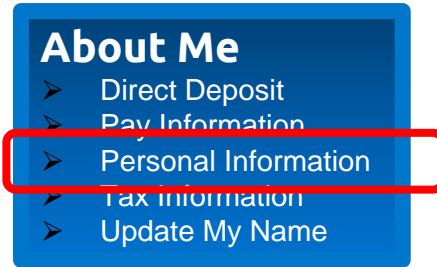 About Me
➢ Direct Deposit
➢ Pay Information
➢ Personal Information
➢ Tax Information
➢ Update My Name